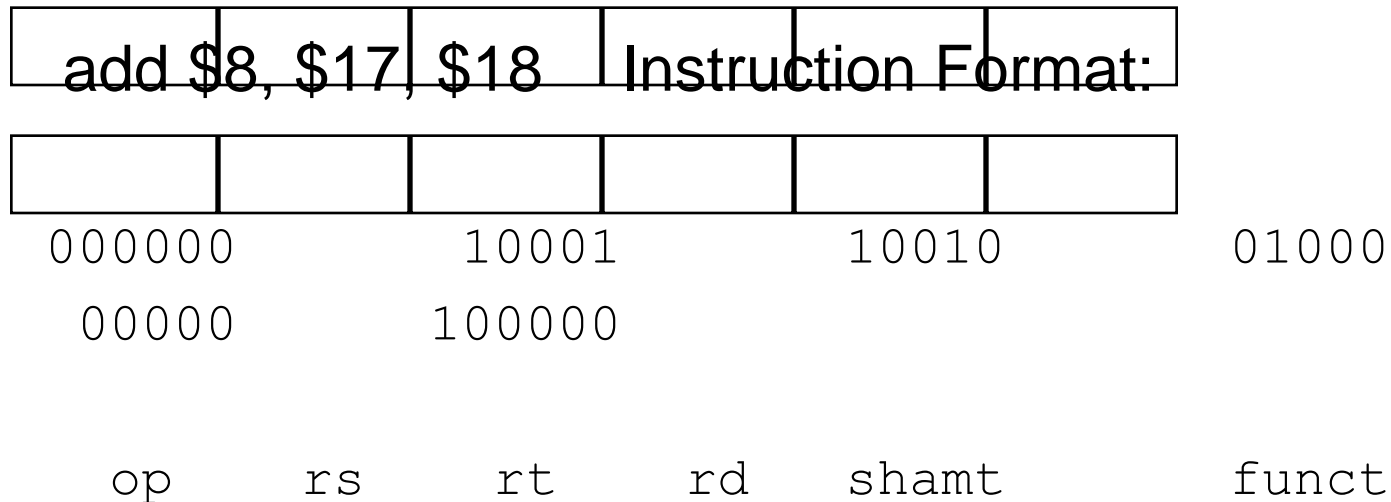 add $8, $17, $18 Instruction Format:
000000 10001 10010 01000
00000 100000
op rs rt rd shamt funct